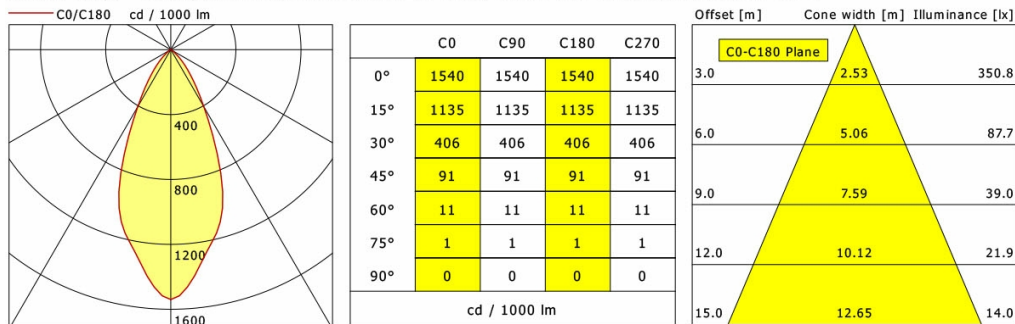 C0/C180 cd / 1000 lm
400
800
1200
1600
C0 C90 C180 C270
0° 1540 1540 1540 1540
15° 1135 1135 1135 1135
30° 406 406 406 406
45° 91 91 91 91
60° 11 11 11 11
75° 1 1 1 1
90° 0 0 0 0
cd / 1000 lm
Offset [m] Cone width [m] Illuminance [lx]
C0-C180 Plane
3.0 2.53 350.8
6.0 5.06 87.7
9.0 7.59 39.0
12.0 10.12 21.9
15.0 12.65 14.0